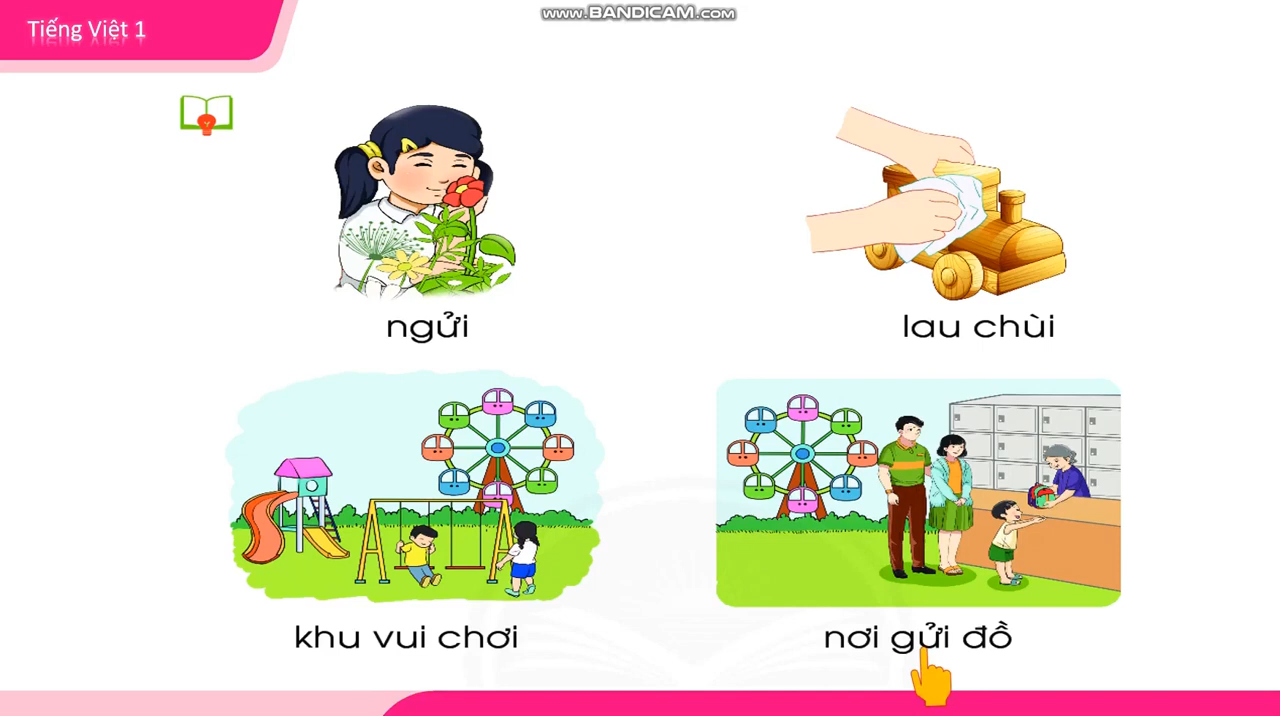 www.BANDICAM.com
Tiếng Việt 1
ngửi
lau chùi
khu vui chơi
nơi gửi đồ